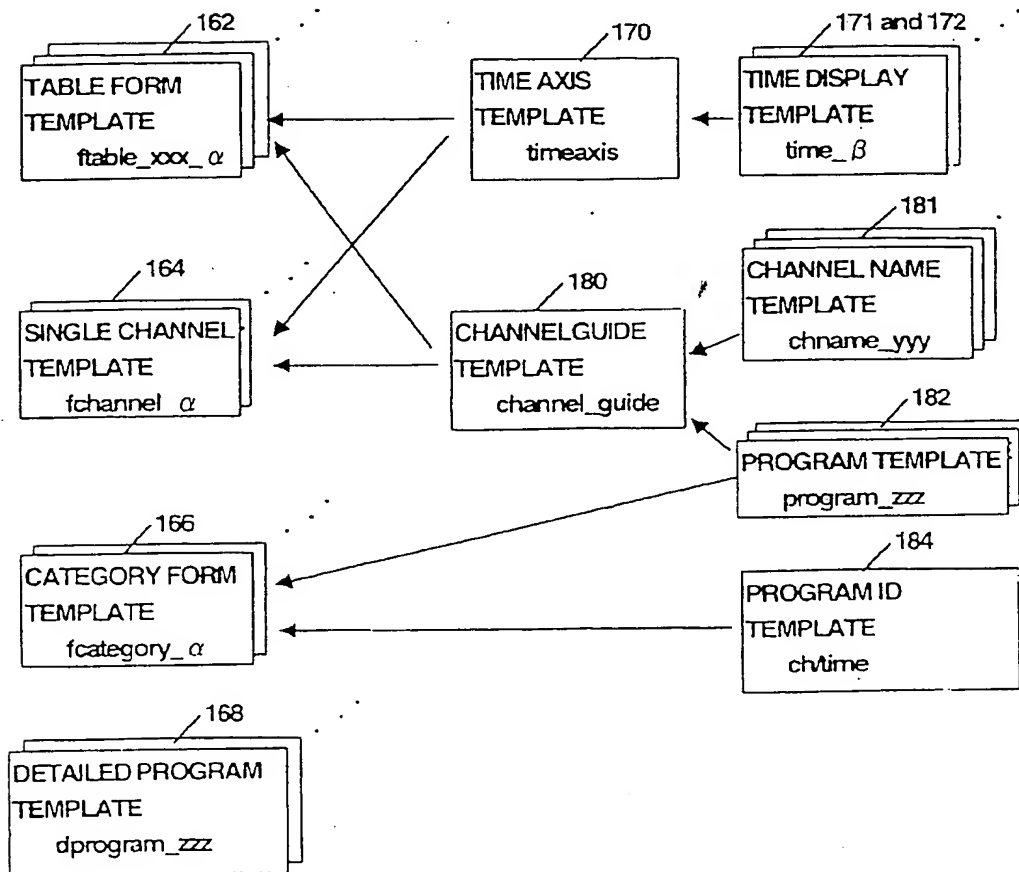 162
TABLE FORM
TEMPLATE
ftable_xxx_α
170
TIME AXIS
TEMPLATE
timeaxis
171 and 172
TIME DISPLAY
TEMPLATE
time_β
164
SINGLE CHANNEL
TEMPLATE
fchannel_α
180
CHANNELGUIDE
TEMPLATE
channel_guide
181
CHANNEL NAME
TEMPLATE
chname_yyy
182
PROGRAM TEMPLATE
program_zzz
166
CATEGORY FORM
TEMPLATE
fcategory_α
184
PROGRAM ID
TEMPLATE
ch/time
168
DETAILED PROGRAM
TEMPLATE
dprogram_zzz